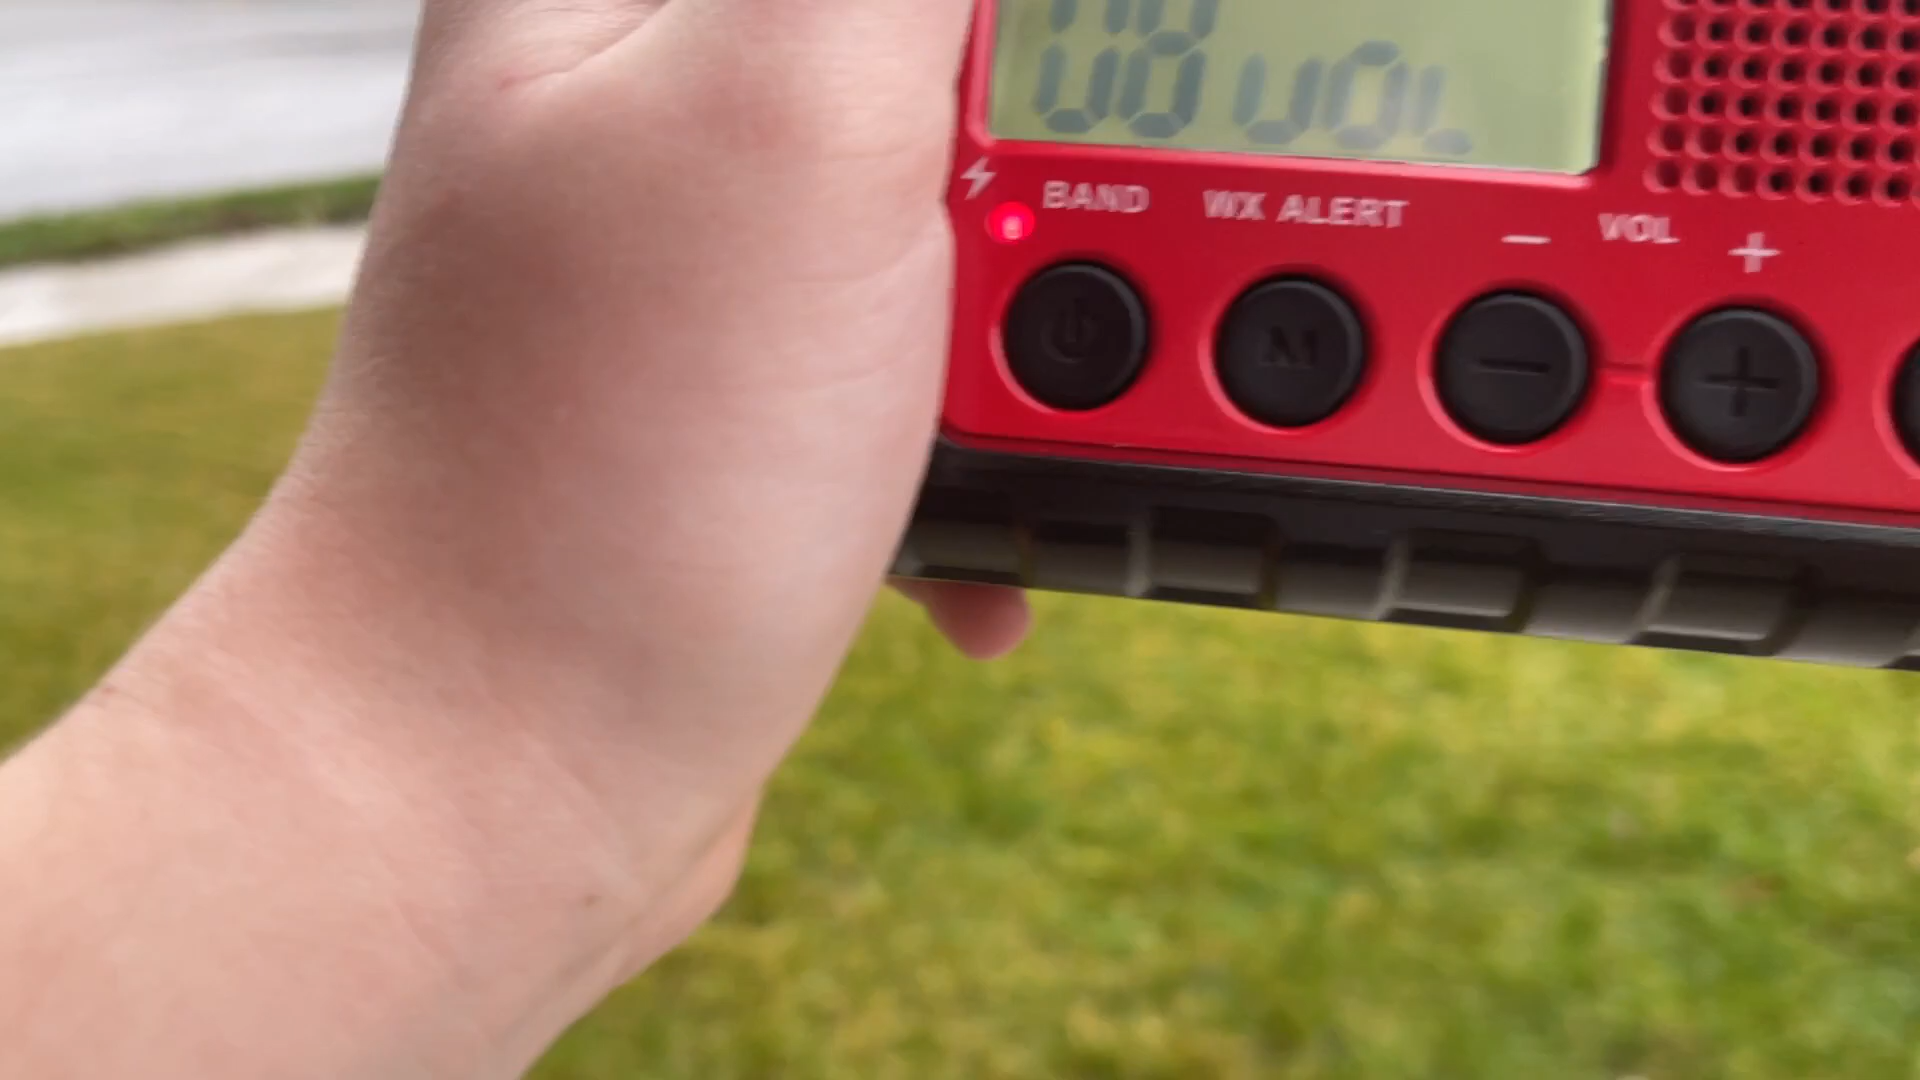 08 VOL
BAND WX ALERT − VOL +
M − +